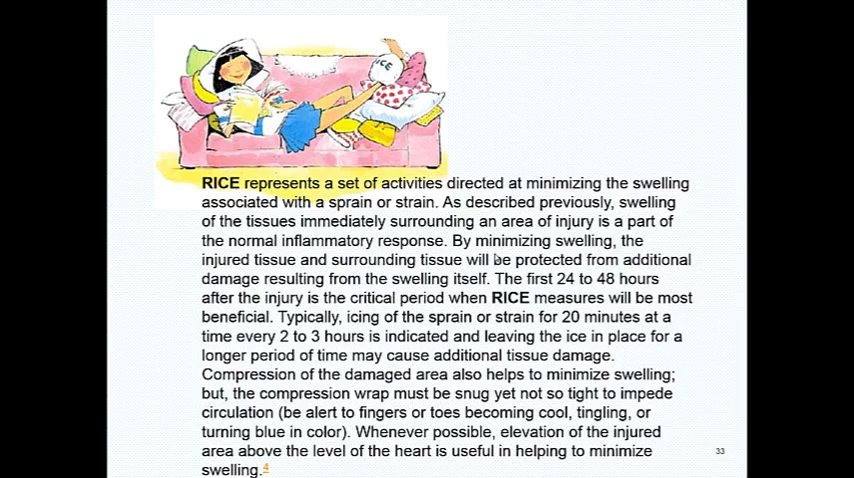 ICE
RICE represents a set of activities directed at minimizing the swelling
associated with a sprain or strain. As described previously, swelling
of the tissues immediately surrounding an area of injury is a part of
the normal inflammatory response. By minimizing swelling, the
injured tissue and surrounding tissue will be protected from additional
damage resulting from the swelling itself. The first 24 to 48 hours
after the injury is the critical period when RICE measures will be most
beneficial. Typically, icing of the sprain or strain for 20 minutes at a
time every 2 to 3 hours is indicated and leaving the ice in place for a
longer period of time may cause additional tissue damage.
Compression of the damaged area also helps to minimize swelling;
but, the compression wrap must be snug yet not so tight to impede
circulation (be alert to fingers or toes becoming cool, tingling, or
turning blue in color). Whenever possible, elevation of the injured
area above the level of the heart is useful in helping to minimize
swelling.4
33